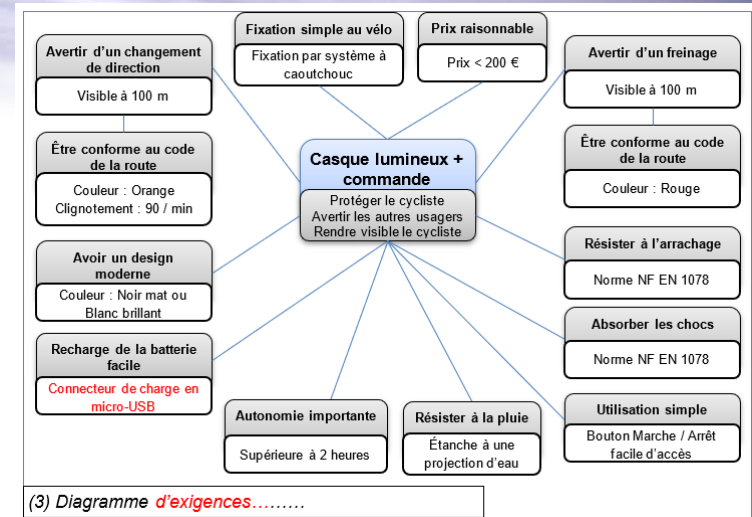 Fixation simple au vélo
Fixation par système à
caoutchouc
Prix raisonnable
Prix < 200 €
Avertir d’un changement
de direction
Visible à 100 m
Être conforme au code
de la route
Couleur : Orange
Clignotement : 90 / min
Avertir d’un freinage
Visible à 100 m
Être conforme au code
de la route
Couleur : Rouge
Casque lumineux +
commande
Protéger le cycliste
Avertir les autres usagers
Rendre visible le cycliste
Avoir un design
moderne
Couleur : Noir mat ou
Blanc brillant
Résister à l’arrachage
Norme NF EN 1078
Recharge de la batterie
facile
Connecteur de charge en
micro-USB
Absorber les chocs
Norme NF EN 1078
Autonomie importante
Supérieure à 2 heures
Résister à la pluie
Étanche à une
projection d’eau
Utilisation simple
Bouton Marche / Arrêt
facile d’accès
(3) Diagramme d’exigences.........